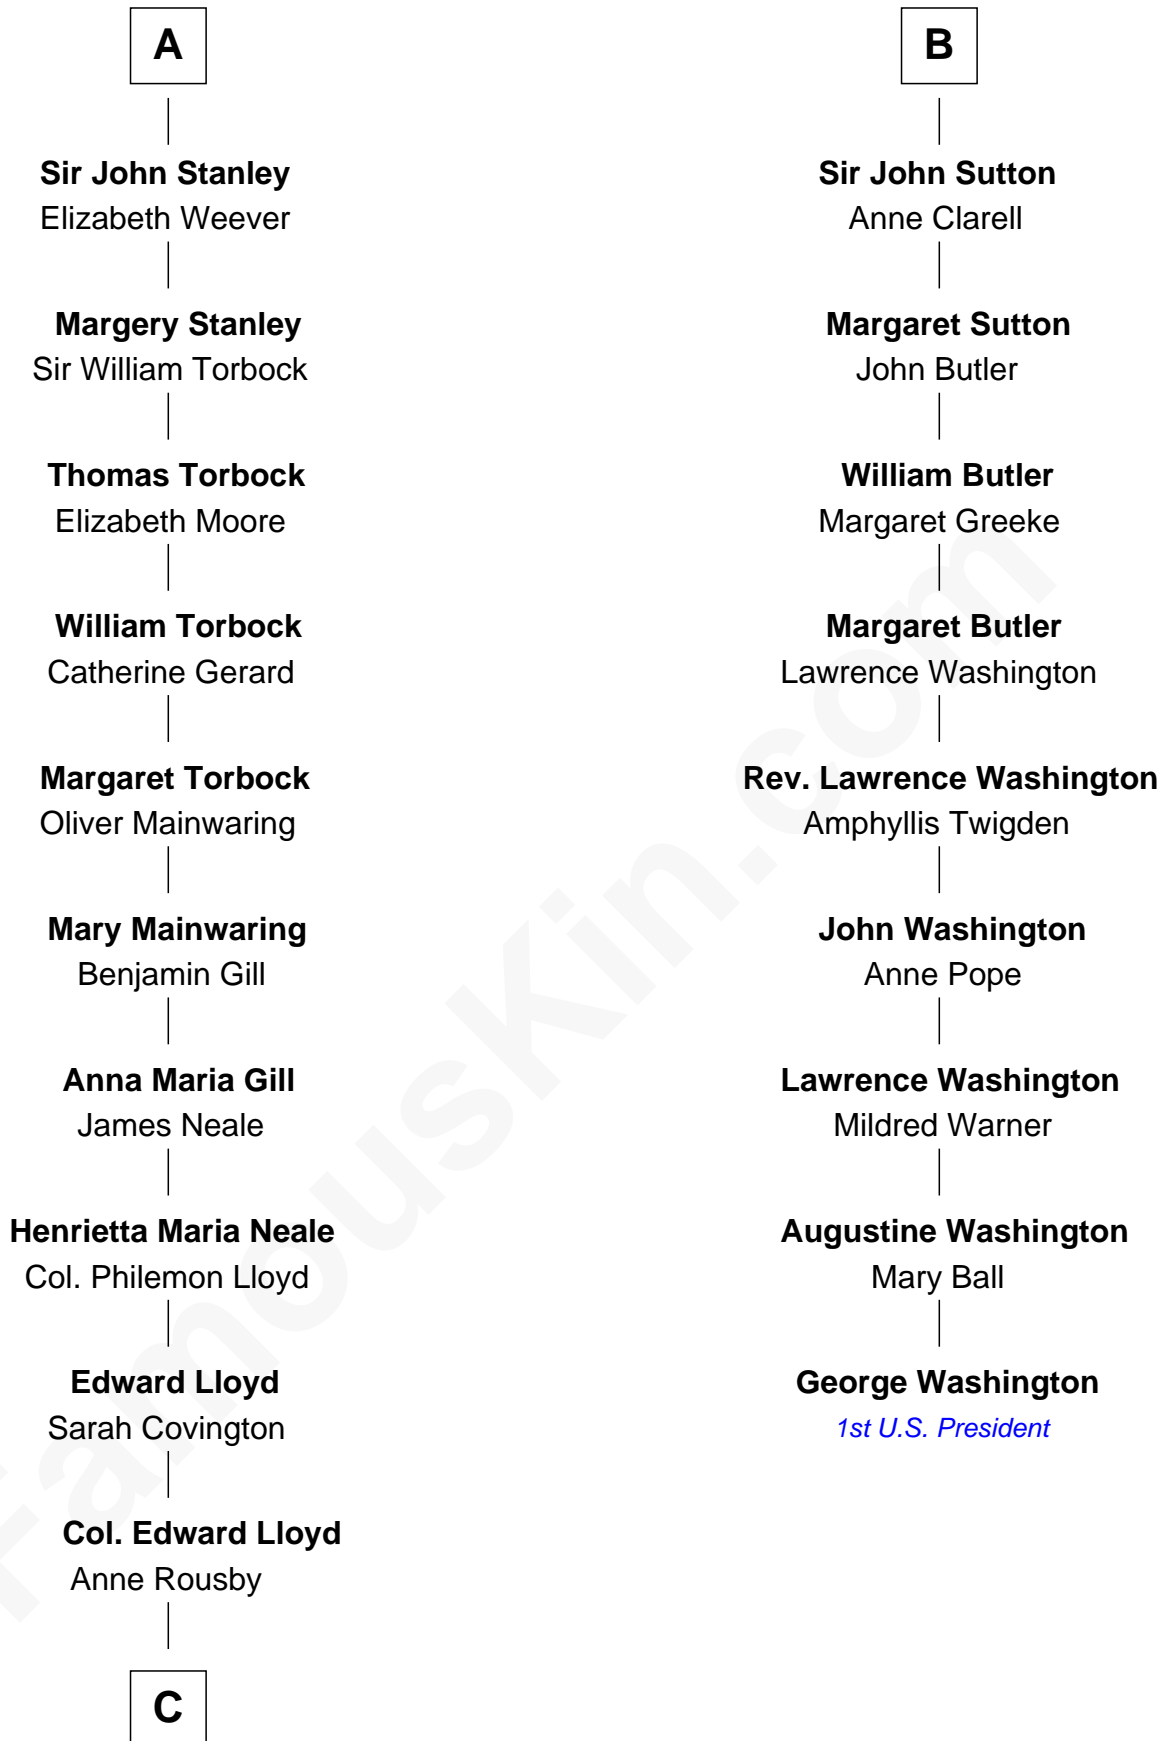 A
Sir John Stanley
Elizabeth Weever
Margery Stanley
Sir William Torbock
Thomas Torbock
Elizabeth Moore
William Torbock
Catherine Gerard
Margaret Torbock
Oliver Mainwaring
Mary Mainwaring
Benjamin Gill
Anna Maria Gill
James Neale
Henrietta Maria Neale
Col. Philemon Lloyd
Edward Lloyd
Sarah Covington
Col. Edward Lloyd
Anne Rousby
C
B
Sir John Sutton
Anne Clarell
Margaret Sutton
John Butler
William Butler
Margaret Greeke
Margaret Butler
Lawrence Washington
Rev. Lawrence Washington
Amphyllis Twigden
John Washington
Anne Pope
Lawrence Washington
Mildred Warner
Augustine Washington
Mary Ball
George Washington
1st U.S. President
FamousKin.com